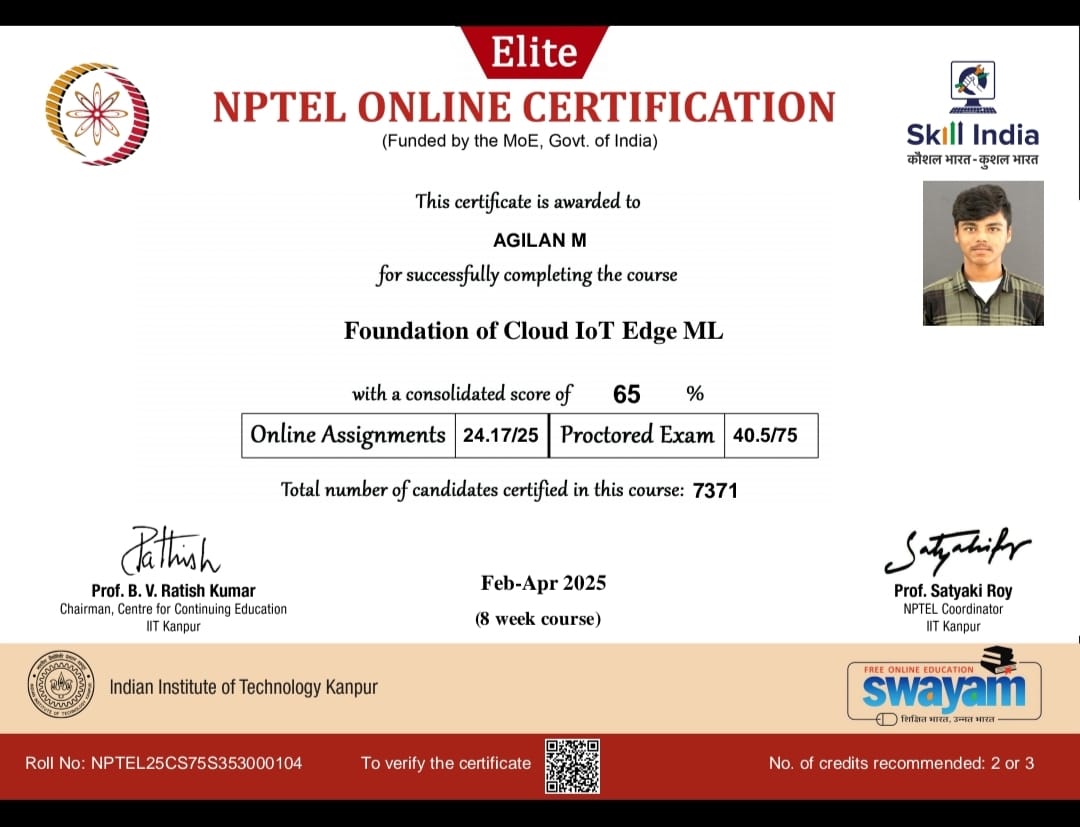 Elite
NPTEL ONLINE CERTIFICATION
(Funded by the MoE, Govt. of India)
Skill India
कौशल भारत - कुशल भारत
This certificate is awarded to
AGILAN M
for successfully completing the course
Foundation of Cloud IoT Edge ML
with a consolidated score of 65 %
Online Assignments 24.17/25 Proctored Exam 40.5/75
Total number of candidates certified in this course: 7371
Prof. B. V. Ratish Kumar
Chairman, Centre for Continuing Education
IIT Kanpur
Feb-Apr 2025
(8 week course)
Prof. Satyaki Roy
NPTEL Coordinator
IIT Kanpur
Indian Institute of Technology Kanpur
FREE ONLINE EDUCATION
swayam
शिक्षित भारत, उन्नत भारत
Roll No: NPTEL25CS75S353000104
To verify the certificate
No. of credits recommended: 2 or 3